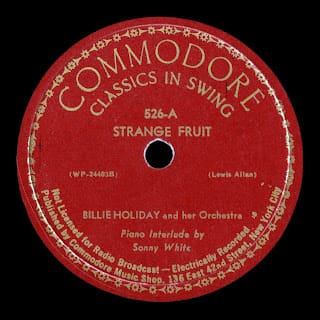 COMMODORE
CLASSICS IN SWING
526-A
STRANGE FRUIT
(WP-24403B) (Lewis Allan)
BILLIE HOLIDAY and her Orchestra
Piano Interlude by
Sonny White
Not Licensed for Radio Broadcast — Electrically Recorded
Published by Commodore Music Shop, 136 East 42nd Street, New York City